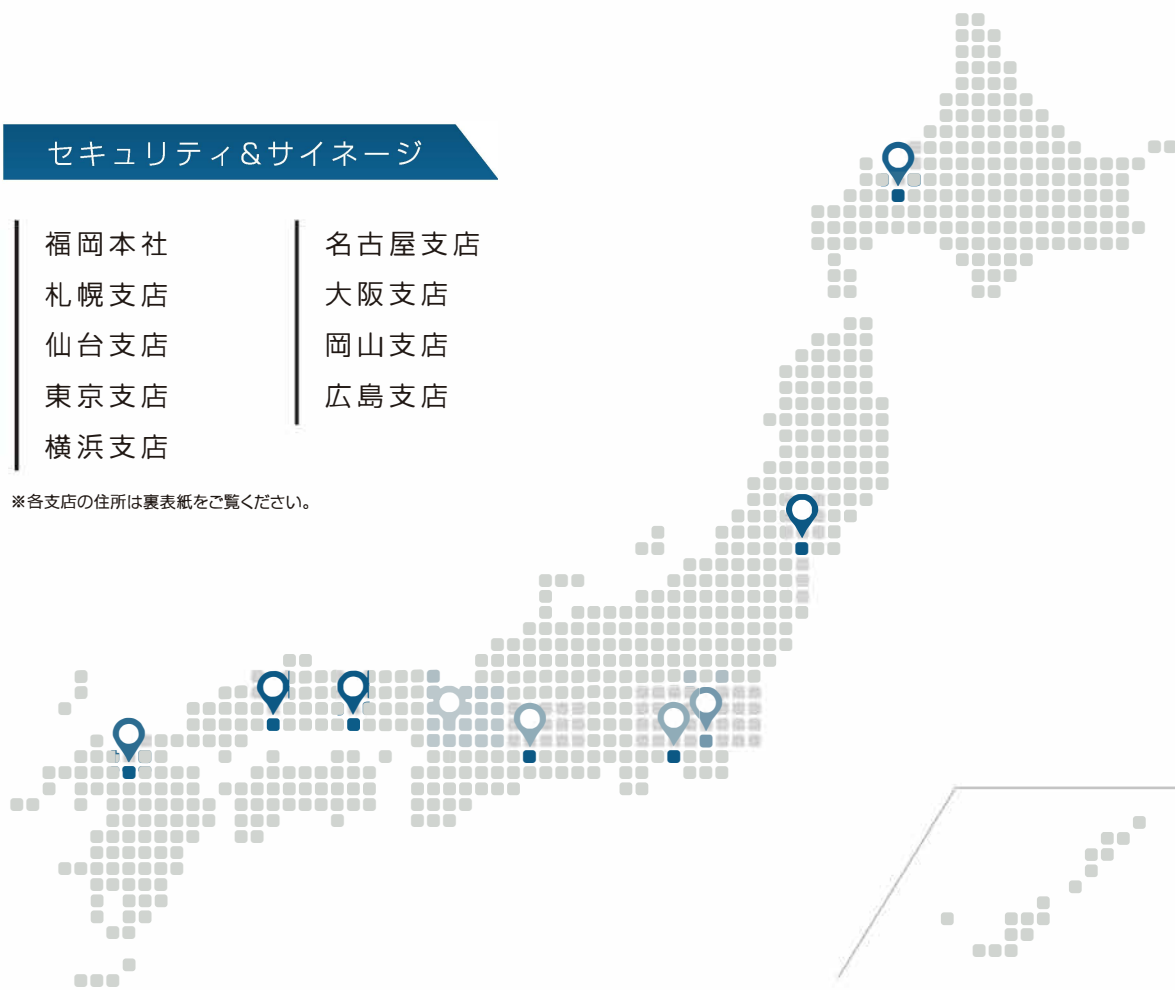 セキュリティ&サイネージ
福岡本社
札幌支店
仙台支店
東京支店
横浜支店
名古屋支店
大阪支店
岡山支店
広島支店
※各支店の住所は裏表紙をご覧ください。